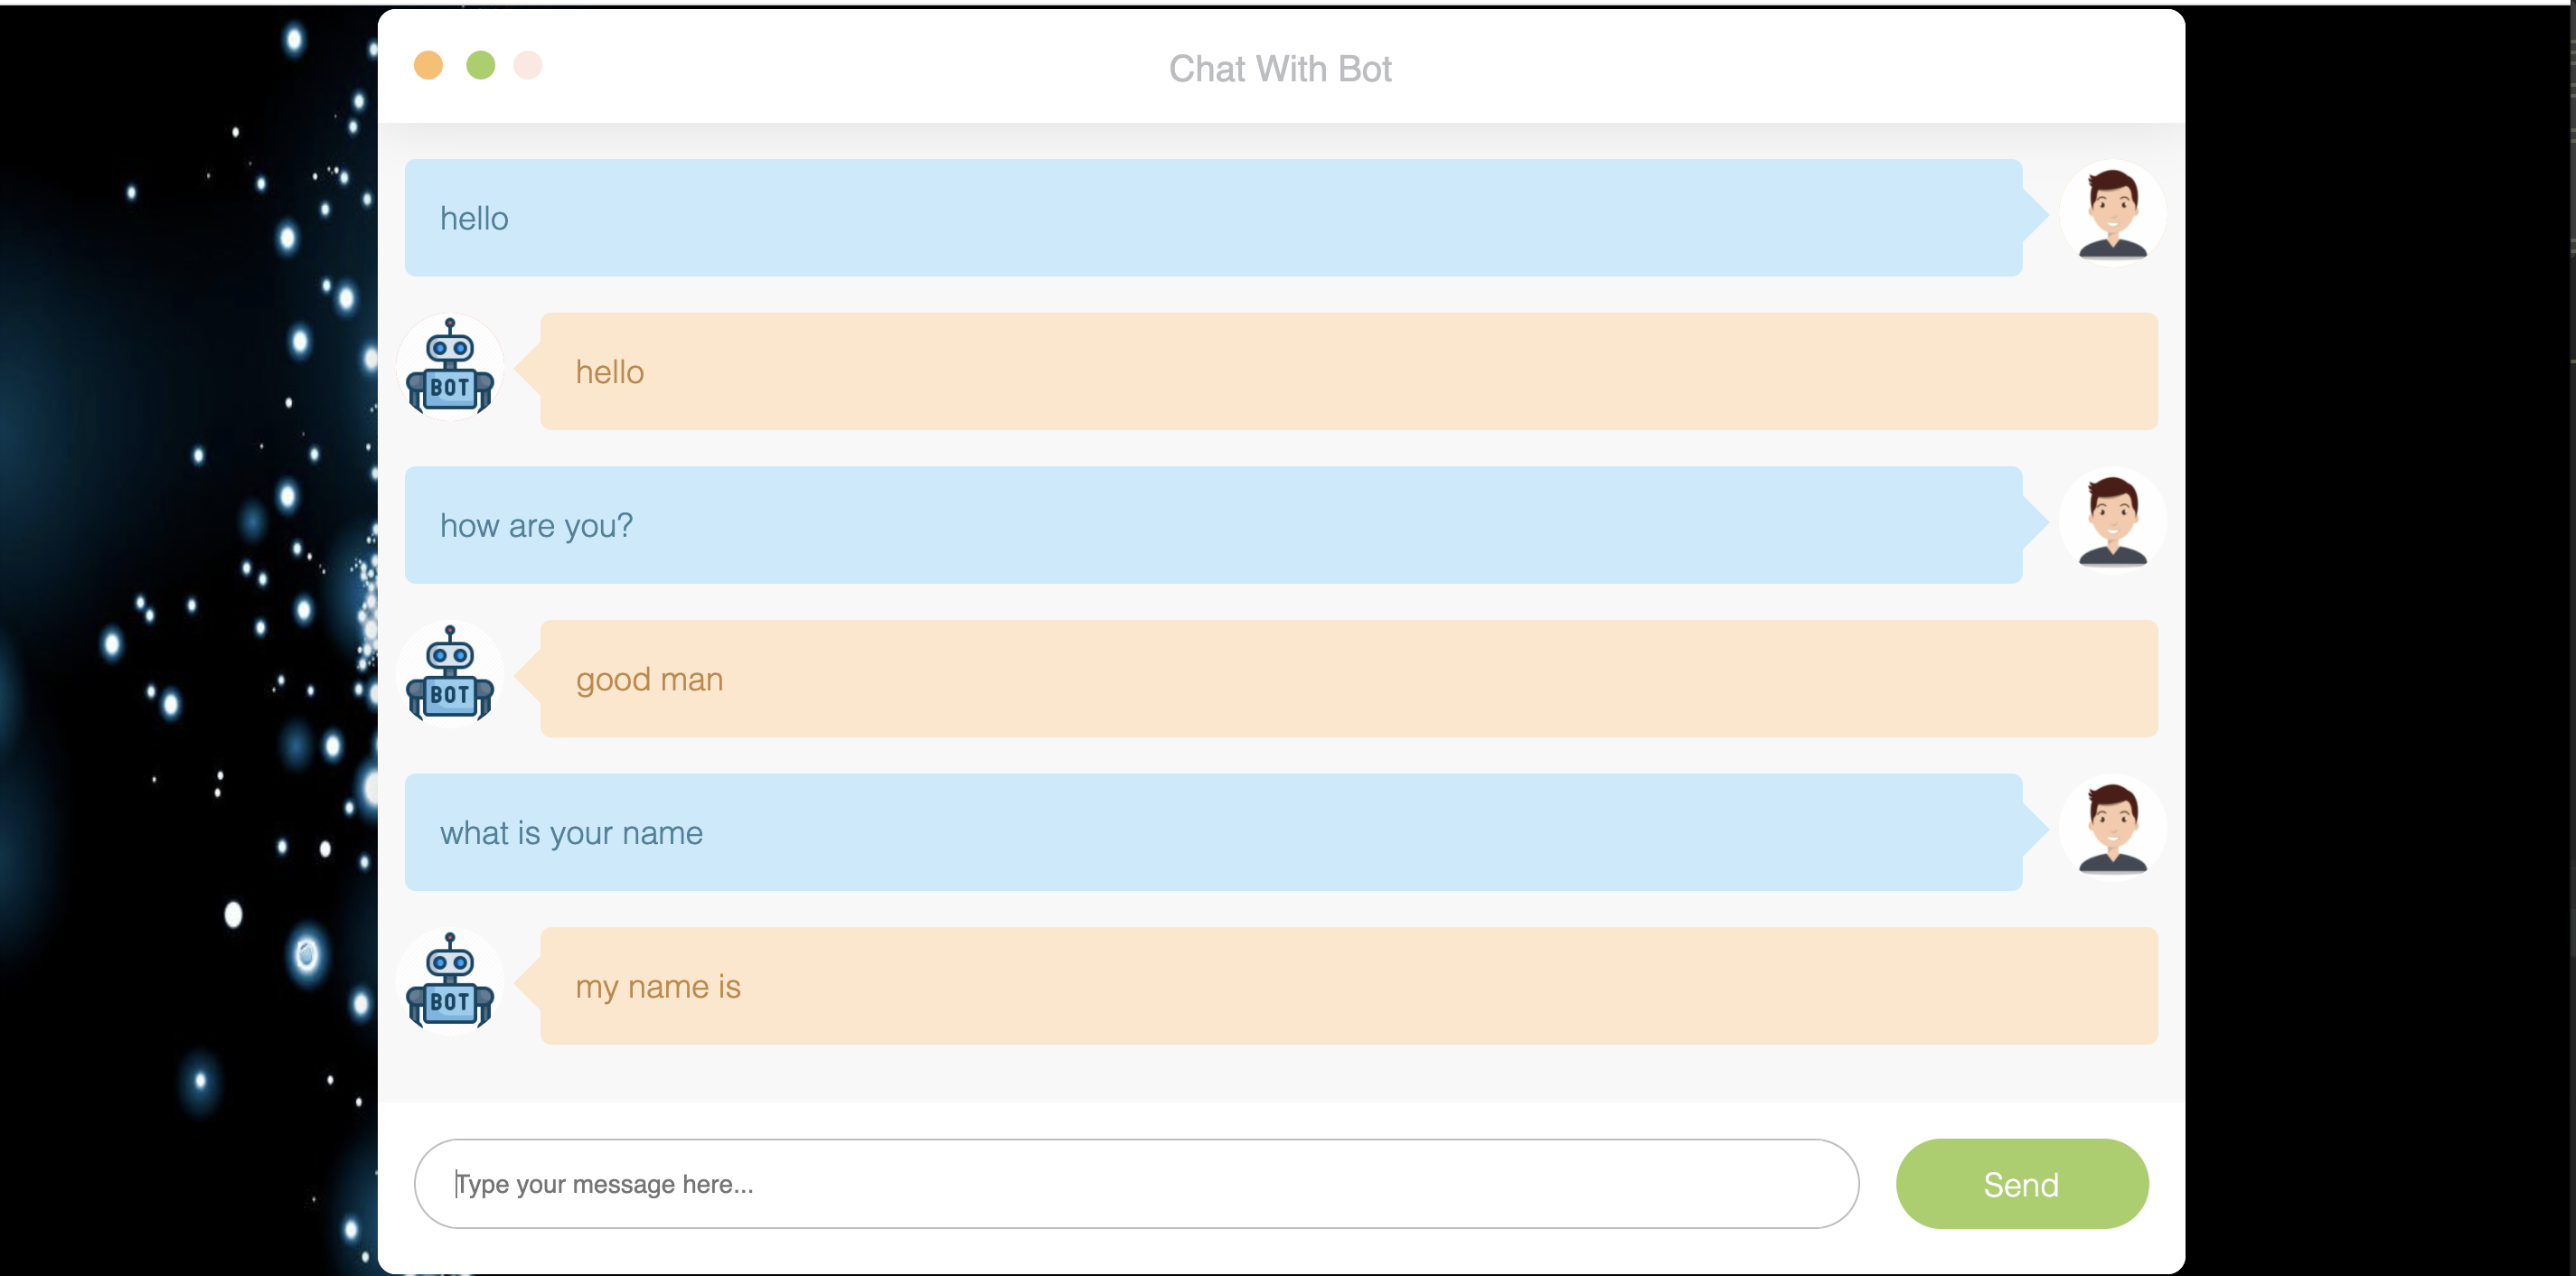 Chat With Bot
hello
BOT
hello
how are you?
BOT
good man
what is your name
BOT
my name is
Type your message here...
Send